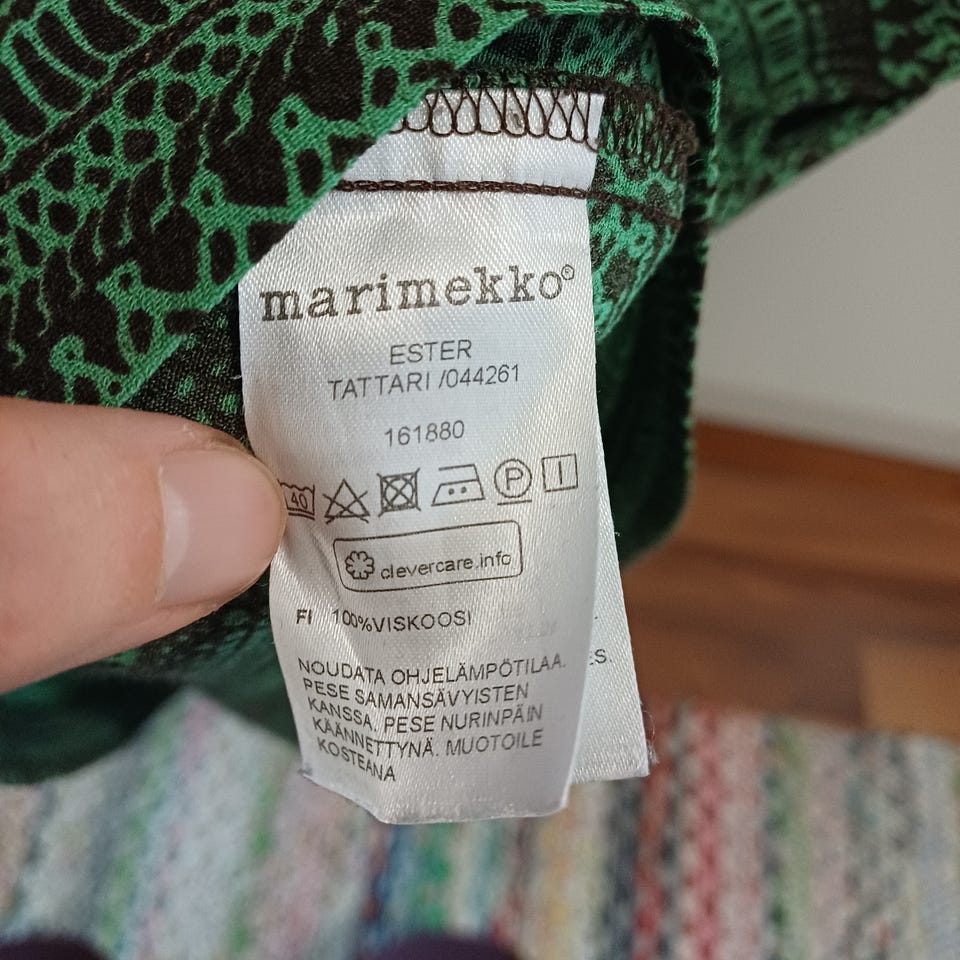 marimekko®
ESTER
TATTARI /044261
161880
40 P
clevercare.info
FI 100%VISKOOSI
NOUDATA OHJELÄMPÖTILAA.
PESE SAMANSÄVYISTEN
KANSSA. PESE NURINPÄIN
KÄÄNNETTYNÄ. MUOTOILE
KOSTEANA